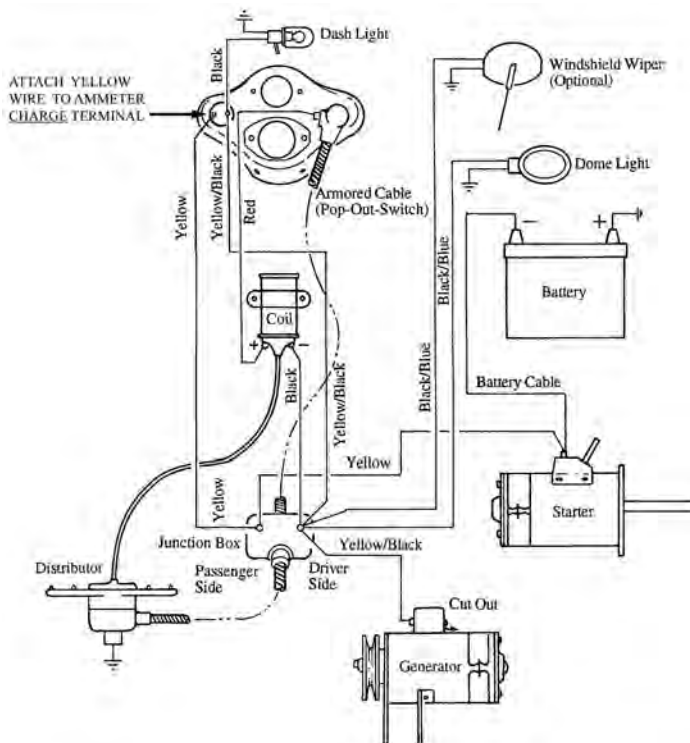 Dash Light
Black
ATTACH YELLOW
WIRE TO AMMETER
CHARGE TERMINAL
Windshield Wiper
(Optional)
Dome Light
Armored Cable
(Pop-Out-Switch)
Yellow
Yellow/Black
Red
Black/Blue
Black/Blue
− +
Battery
Coil
+ −
Black
Yellow/Black
Battery Cable
Yellow
Yellow
Starter
Junction Box
Yellow/Black
Distributor
Passenger
Side
Driver
Side
Cut Out
Generator